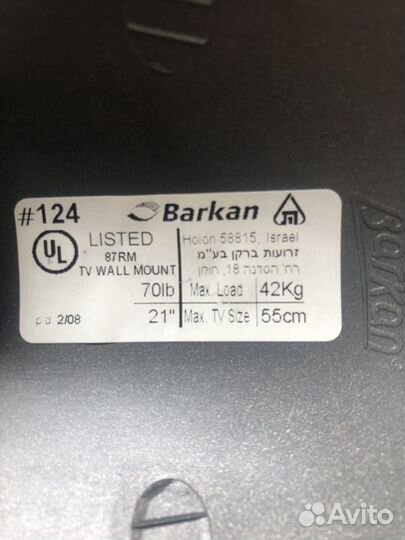 #124 Barkan
UL LISTED
87RM
TV WALL MOUNT
Holon 58815, Israel
זרועות ברקן בע"מ
רח' הסדנה 18, חולון
70lb Max. Load 42Kg
p.d. 2/08 21" Max. TV Size 55cm
Barkan
Avito